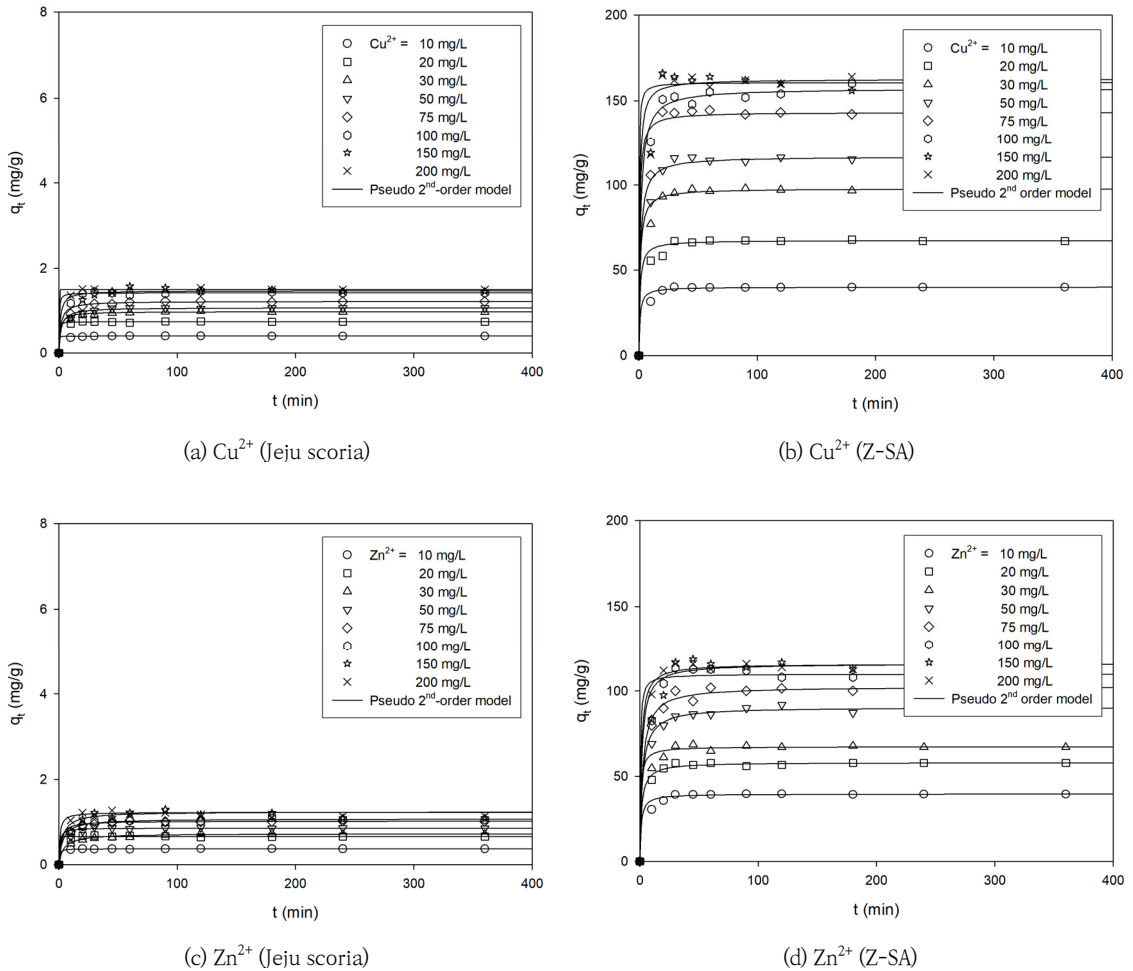 8
6
4
2
0
q_t (mg/g)
0 100 200 300 400
t (min)
Cu²⁺ = 10 mg/L
20 mg/L
30 mg/L
50 mg/L
75 mg/L
100 mg/L
150 mg/L
200 mg/L
Pseudo 2ⁿᵈ-order model
(a) Cu²⁺ (Jeju scoria)
200
150
100
50
0
q_t (mg/g)
0 100 200 300 400
t (min)
Cu²⁺ = 10 mg/L
20 mg/L
30 mg/L
50 mg/L
75 mg/L
100 mg/L
150 mg/L
200 mg/L
Pseudo 2ⁿᵈ order model
(b) Cu²⁺ (Z-SA)
8
6
4
2
0
q_t (mg/g)
0 100 200 300 400
t (min)
Zn²⁺ = 10 mg/L
20 mg/L
30 mg/L
50 mg/L
75 mg/L
100 mg/L
150 mg/L
200 mg/L
Pseudo 2ⁿᵈ-order model
(c) Zn²⁺ (Jeju scoria)
200
150
100
50
0
q_t (mg/g)
0 100 200 300 400
t (min)
Zn²⁺ = 10 mg/L
20 mg/L
30 mg/L
50 mg/L
75 mg/L
100 mg/L
150 mg/L
200 mg/L
Pseudo 2ⁿᵈ order model
(d) Zn²⁺ (Z-SA)